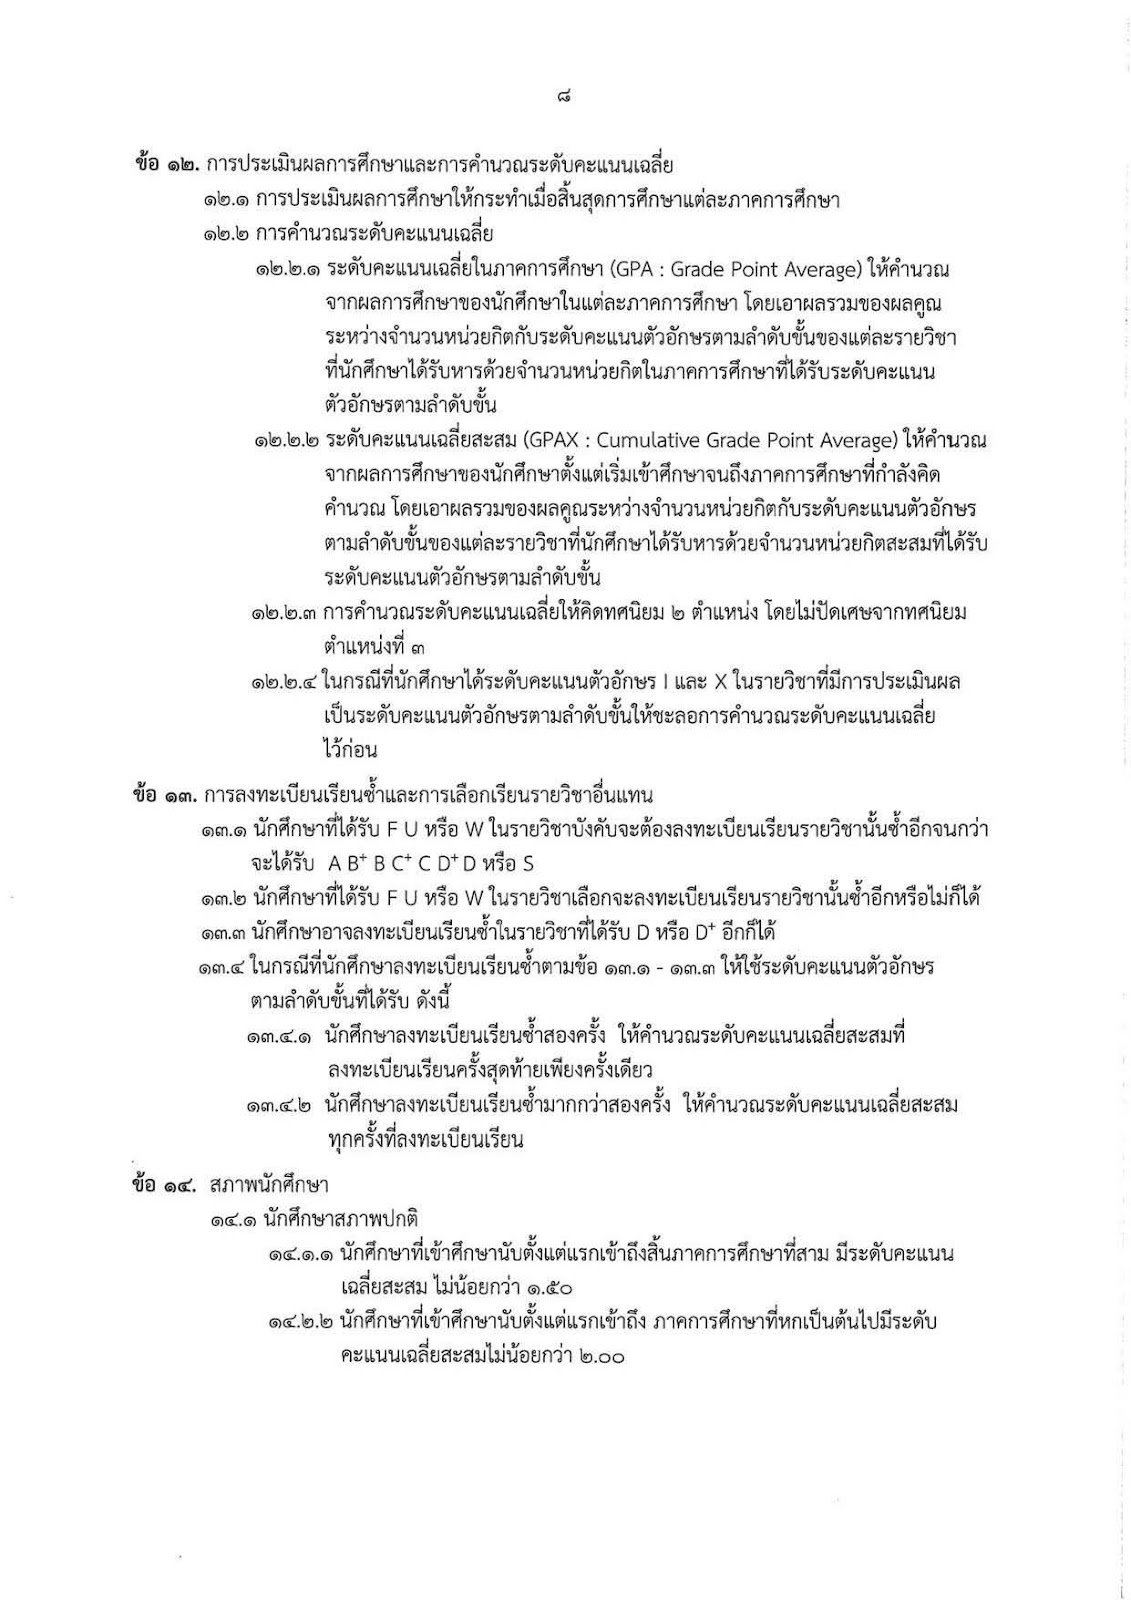 ๘
ข้อ ๑๒. การประเมินผลการศึกษาและการคำนวณระดับคะแนนเฉลี่ย
๑๒.๑ การประเมินผลการศึกษาให้กระทำเมื่อสิ้นสุดการศึกษาแต่ละภาคการศึกษา
๑๒.๒ การคำนวณระดับคะแนนเฉลี่ย
๑๒.๒.๑ ระดับคะแนนเฉลี่ยในภาคการศึกษา (GPA : Grade Point Average) ให้คำนวณ
จากผลการศึกษาของนักศึกษาในแต่ละภาคการศึกษา โดยเอาผลรวมของผลคูณ
ระหว่างจำนวนหน่วยกิตกับระดับคะแนนตัวอักษรตามลำดับขั้นของแต่ละรายวิชา
ที่นักศึกษาได้รับหารด้วยจำนวนหน่วยกิตในภาคการศึกษาที่ได้รับระดับคะแนน
ตัวอักษรตามลำดับขั้น
๑๒.๒.๒ ระดับคะแนนเฉลี่ยสะสม (GPAX : Cumulative Grade Point Average) ให้คำนวณ
จากผลการศึกษาของนักศึกษาตั้งแต่เริ่มเข้าศึกษาจนถึงภาคการศึกษาที่กำลังคิด
คำนวณ โดยเอาผลรวมของผลคูณระหว่างจำนวนหน่วยกิตกับระดับคะแนนตัวอักษร
ตามลำดับขั้นของแต่ละรายวิชาที่นักศึกษาได้รับหารด้วยจำนวนหน่วยกิตสะสมที่ได้รับ
ระดับคะแนนตัวอักษรตามลำดับขั้น
๑๒.๒.๓ การคำนวณระดับคะแนนเฉลี่ยให้คิดทศนิยม ๒ ตำแหน่ง โดยไม่ปัดเศษจากทศนิยม
ตำแหน่งที่ ๓
๑๒.๒.๔ ในกรณีที่นักศึกษาได้ระดับคะแนนตัวอักษร I และ X ในรายวิชาที่มีการประเมินผล
เป็นระดับคะแนนตัวอักษรตามลำดับขั้นให้ชะลอการคำนวณระดับคะแนนเฉลี่ย
ไว้ก่อน
ข้อ ๑๓. การลงทะเบียนเรียนซ้ำและการเลือกเรียนรายวิชาอื่นแทน
๑๓.๑ นักศึกษาที่ได้รับ F U หรือ W ในรายวิชาบังคับจะต้องลงทะเบียนเรียนรายวิชานั้นซ้ำอีกจนกว่า
จะได้รับ A B⁺ B C⁺ C D⁺ D หรือ S
๑๓.๒ นักศึกษาที่ได้รับ F U หรือ W ในรายวิชาเลือกจะลงทะเบียนเรียนรายวิชานั้นซ้ำอีกหรือไม่ก็ได้
๑๓.๓ นักศึกษาอาจลงทะเบียนเรียนซ้ำในรายวิชาที่ได้รับ D หรือ D⁺ อีกก็ได้
๑๓.๔ ในกรณีที่นักศึกษาลงทะเบียนเรียนซ้ำตามข้อ ๑๓.๑ - ๑๓.๓ ให้ใช้ระดับคะแนนตัวอักษร
ตามลำดับขั้นที่ได้รับ ดังนี้
๑๓.๔.๑ นักศึกษาลงทะเบียนเรียนซ้ำสองครั้ง ให้คำนวณระดับคะแนนเฉลี่ยสะสมที่
ลงทะเบียนเรียนครั้งสุดท้ายเพียงครั้งเดียว
๑๓.๔.๒ นักศึกษาลงทะเบียนเรียนซ้ำมากกว่าสองครั้ง ให้คำนวณระดับคะแนนเฉลี่ยสะสม
ทุกครั้งที่ลงทะเบียนเรียน
ข้อ ๑๔. สภาพนักศึกษา
๑๔.๑ นักศึกษาสภาพปกติ
๑๔.๑.๑ นักศึกษาที่เข้าศึกษานับตั้งแต่แรกเข้าถึงสิ้นภาคการศึกษาที่สาม มีระดับคะแนน
เฉลี่ยสะสม ไม่น้อยกว่า ๑.๕๐
๑๔.๒.๒ นักศึกษาที่เข้าศึกษานับตั้งแต่แรกเข้าถึง ภาคการศึกษาที่หกเป็นต้นไปมีระดับ
คะแนนเฉลี่ยสะสมไม่น้อยกว่า ๒.๐๐